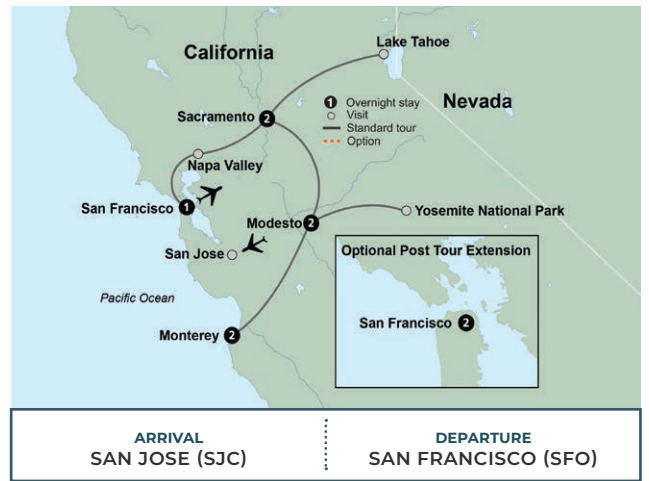 California
Lake Tahoe
Nevada
1 Overnight stay
Visit
Standard tour
Option
Sacramento 2
Napa Valley
San Francisco 1
Modesto 2
Yosemite National Park
San Jose
Optional Post Tour Extension
Pacific Ocean
San Francisco 2
Monterey 2
ARRIVAL
SAN JOSE (SJC)
DEPARTURE
SAN FRANCISCO (SFO)